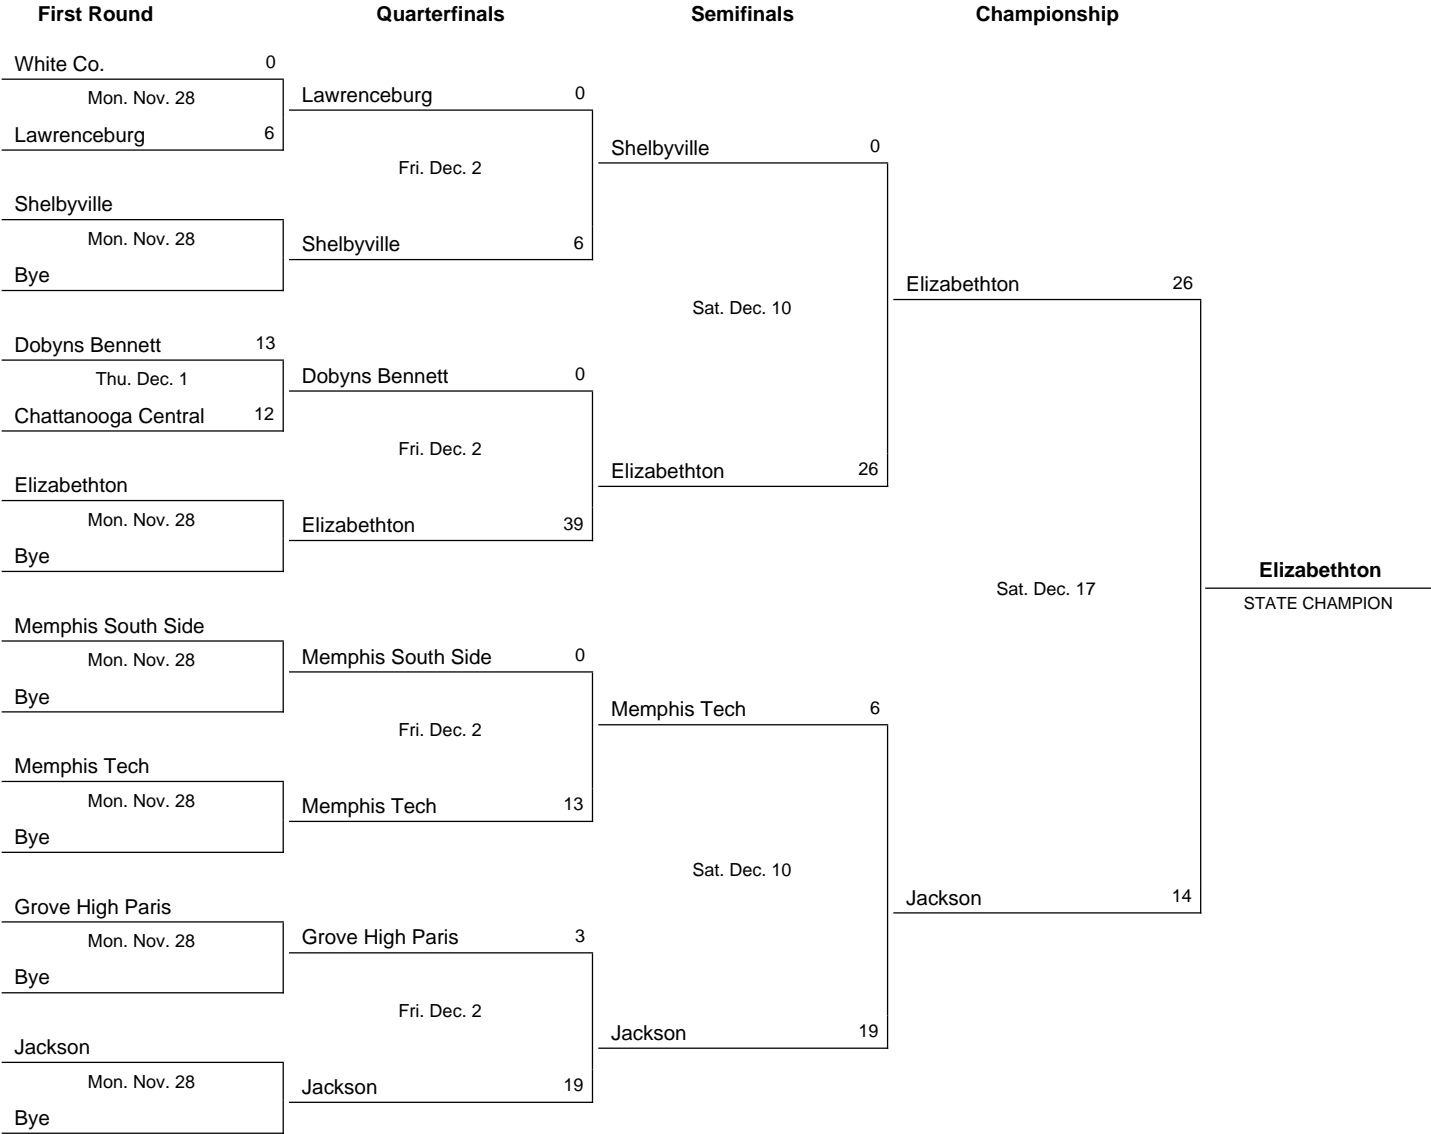 First Round Quarterfinals Semifinals Championship
White Co. 0
Mon. Nov. 28
Lawrenceburg 6
Shelbyville
Mon. Nov. 28
Bye
Dobyns Bennett 13
Thu. Dec. 1
Chattanooga Central 12
Elizabethton
Mon. Nov. 28
Bye
Memphis South Side
Mon. Nov. 28
Bye
Memphis Tech
Mon. Nov. 28
Bye
Grove High Paris
Mon. Nov. 28
Bye
Jackson
Mon. Nov. 28
Bye
Lawrenceburg 0
Fri. Dec. 2
Shelbyville 6
Dobyns Bennett 0
Fri. Dec. 2
Elizabethton 39
Memphis South Side 0
Fri. Dec. 2
Memphis Tech 13
Grove High Paris 3
Fri. Dec. 2
Jackson 19
Shelbyville 0
Sat. Dec. 10
Elizabethton 26
Memphis Tech 6
Sat. Dec. 10
Jackson 19
Elizabethton 26
Sat. Dec. 17
Jackson 14
Elizabethton
STATE CHAMPION